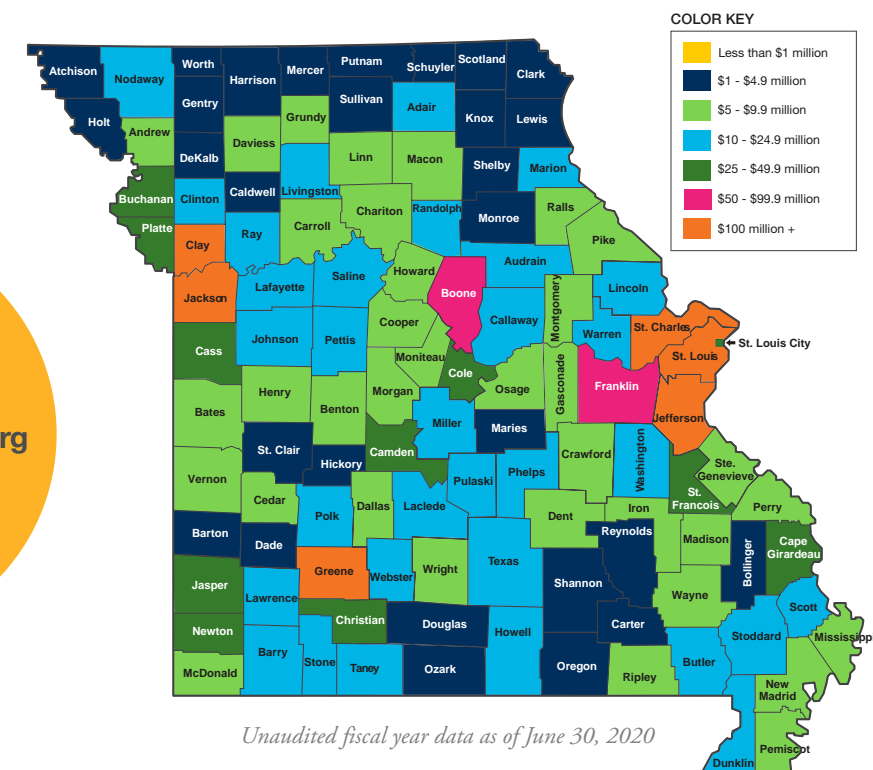 COLOR KEY
Less than $1 million
$1 - $4.9 million
$5 - $9.9 million
$10 - $24.9 million
$25 - $49.9 million
$50 - $99.9 million
$100 million +
Atchison
Nodaway
Worth
Harrison
Mercer
Putnam
Schuyler
Scotland
Clark
Holt
Andrew
Gentry
Grundy
Sullivan
Adair
Knox
Lewis
DeKalb
Daviess
Linn
Macon
Shelby
Marion
Buchanan
Clinton
Caldwell
Livingston
Chariton
Randolph
Monroe
Ralls
Platte
Clay
Ray
Carroll
Pike
Jackson
Lafayette
Saline
Howard
Boone
Audrain
Callaway
Montgomery
Lincoln
Warren
St. Charles
St. Louis
St. Louis City
Cass
Johnson
Pettis
Cooper
Moniteau
Cole
Osage
Gasconade
Franklin
Jefferson
Bates
Henry
Benton
Morgan
Miller
Maries
rg
St. Clair
Hickory
Camden
Pulaski
Phelps
Crawford
Washington
St.
Francois
Ste.
Genevieve
Vernon
Cedar
Polk
Dallas
Laclede
Dent
Iron
Perry
Barton
Dade
Greene
Webster
Wright
Texas
Reynolds
Madison
Bollinger
Cape
Girardeau
Jasper
Lawrence
Christian
Douglas
Shannon
Wayne
Scott
Newton
Barry
Stone
Taney
Ozark
Howell
Carter
Stoddard
Mississipp
McDonald
Oregon
Ripley
Butler
New
Madrid
Pemiscot
Dunklin
Unaudited fiscal year data as of June 30, 2020